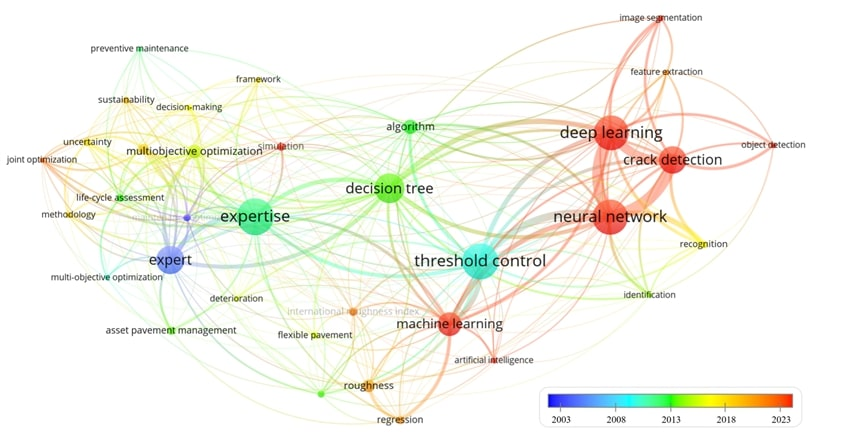 image segmentation
preventive maintenance
feature extraction
framework
sustainability
decision-making
algorithm
deep learning
uncertainty
object detection
multiobjective optimization
simulation
joint optimization
crack detection
decision tree
life-cycle assessment
methodology
expertise
neural network
recognition
expert
threshold control
multi-objective optimization
deterioration
identification
international roughness index
machine learning
asset pavement management
flexible pavement
artificial intelligence
roughness
regression
2003 2008 2013 2018 2023